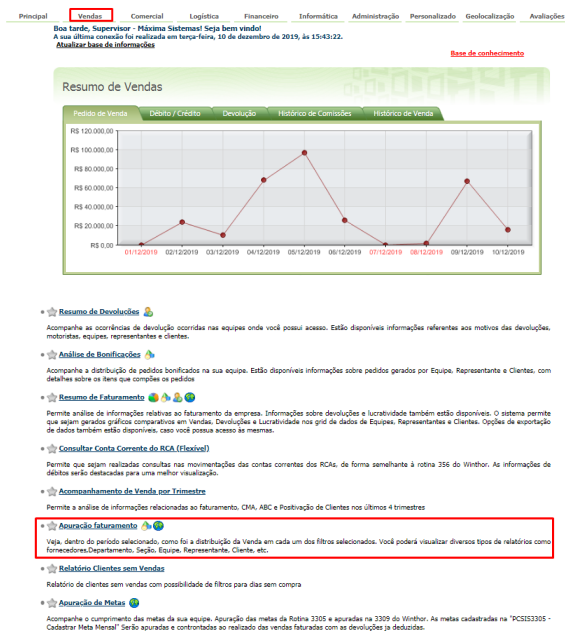 Principal Vendas Comercial Logística Financeiro Informática Administração Personalizado Geolocalização Avaliações
Boa tarde, Supervisor - Máxima Sistemas! Seja bem vindo!
A sua última conexão foi realizada em terça-feira, 10 de dezembro de 2019, às 15:43:22.
Atualizar base de informações
Base de conhecimento
Resumo de Vendas
Pedido de Venda Débito / Crédito Devolução Histórico de Comissões Histórico de Venda
R$ 120.000,00
R$ 100.000,00
R$ 80.000,00
R$ 60.000,00
R$ 40.000,00
R$ 20.000,00
R$ 0,00
01/12/2019 02/12/2019 03/12/2019 04/12/2019 05/12/2019 06/12/2019 07/12/2019 08/12/2019 09/12/2019 10/12/2019
Resumo de Devoluções
Acompanhe as ocorrências de devolução ocorridas nas equipes onde você possui acesso. Estão disponíveis informações referentes aos motivos das devoluções,
motoristas, equipes, representantes e clientes.
Análise de Bonificações
Acompanhe a distribuição de pedidos bonificados na sua equipe. Estão disponíveis informações sobre pedidos gerados por Equipe, Representante e Clientes, com
detalhes sobre os itens que compões os pedidos
Resumo de Faturamento
Permite análise de informações relativas ao faturamento da empresa. Informações sobre devoluções e lucratividade também estão disponíveis. O sistema permite
que sejam gerados gráficos comparativos em Vendas, Devoluções e Lucratividade nos grid de dados de Equipes, Representantes e Clientes. Opções de exportação
de dados também estão disponíveis, caso você possua acesso às mesmas.
Consultar Conta Corrente do RCA (Flexível)
Permite que sejam realizadas consultas nas movimentações das contas correntes dos RCAs, de forma semelhante à rotina 356 do Winthor. As informações de
débitos serão destacadas para uma melhor visualização.
Acompanhamento de Venda por Trimestre
Permite a análise de informações relacionadas ao faturamento, CMA, ABC e Positivação de Clientes nos últimos 4 trimestres
Apuração faturamento
Veja, dentro do período selecionado, como foi a distribuição da Venda em cada um dos filtros selecionados. Você poderá visualizar diversos tipos de relatórios como
fornecedores.Departamento, Seção, Equipe, Representante, Cliente, etc.
Relatório Clientes sem Vendas
Relatório de clientes sem vendas com possibilidade de filtros para dias sem compra
Apuração de Metas
Acompanhe o cumprimento das metas da sua equipe. Apuração das metas da Rotina 3305 e apuradas na 3309 do Winthor. As metas cadastradas na "PCSIS3305 -
Cadastrar Meta Mensal" Serão apuradas e controntadas ao realizado das vendas faturadas com as devoluções ja deduzidas.